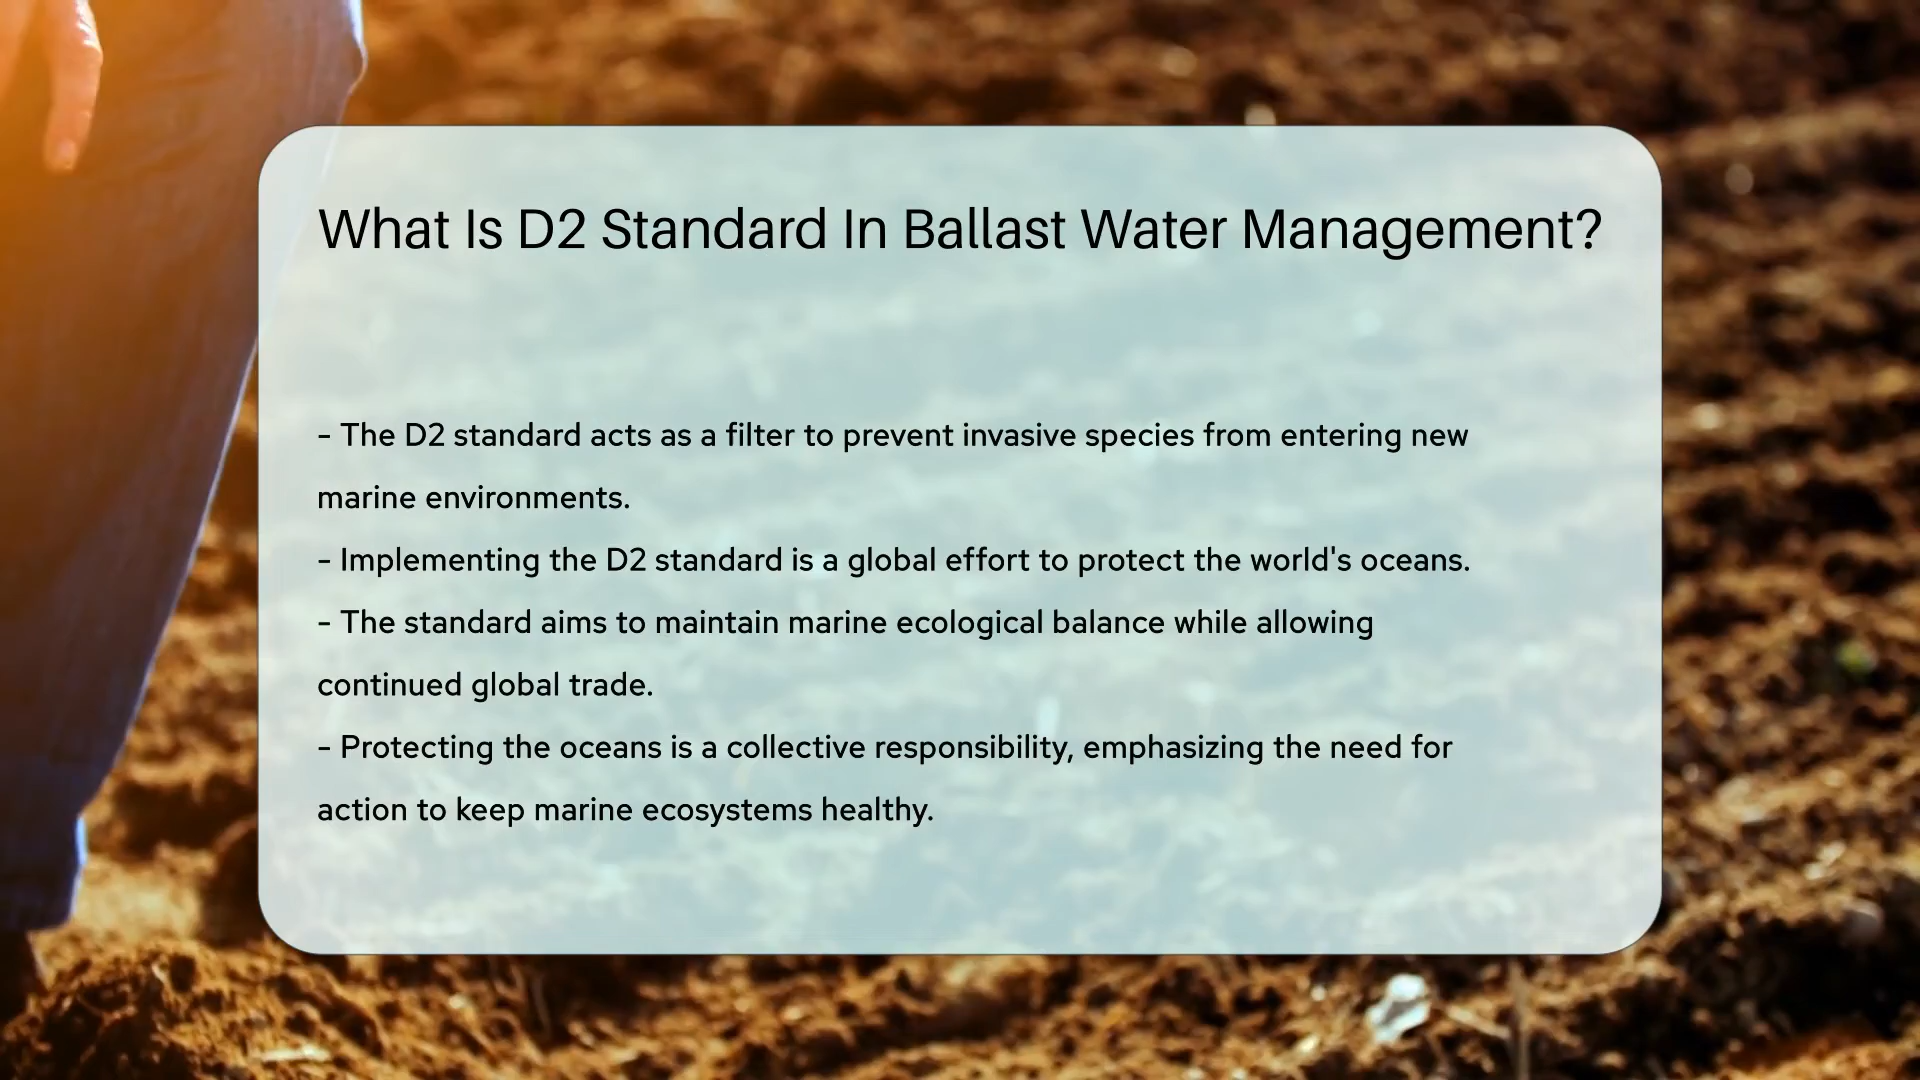 What Is D2 Standard In Ballast Water Management?
- The D2 standard acts as a filter to prevent invasive species from entering new
marine environments.
- Implementing the D2 standard is a global effort to protect the world's oceans.
- The standard aims to maintain marine ecological balance while allowing
continued global trade.
- Protecting the oceans is a collective responsibility, emphasizing the need for
action to keep marine ecosystems healthy.